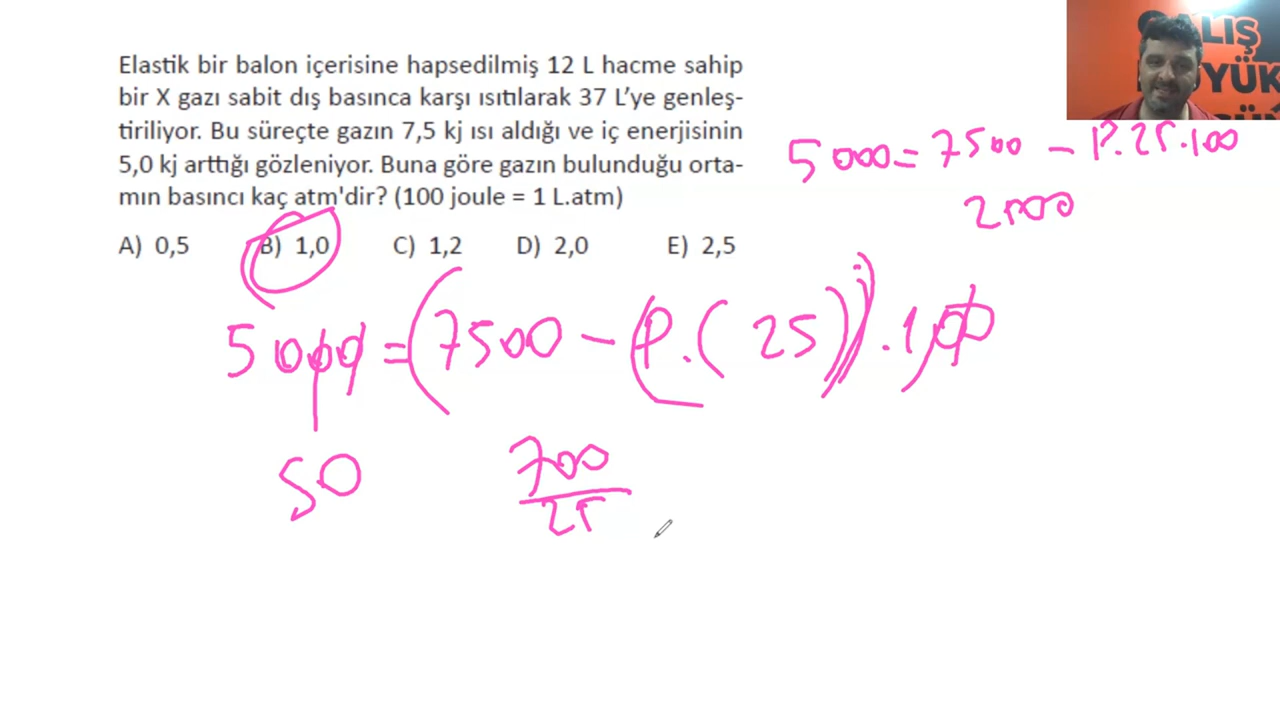 ÇALIŞ
BÜYÜK
Elastik bir balon içerisine hapsedilmiş 12 L hacme sahip
bir X gazı sabit dış basınca karşı ısıtılarak 37 L'ye genleş-
tiriliyor. Bu süreçte gazın 7,5 kj ısı aldığı ve iç enerjisinin
5,0 kj arttığı gözleniyor. Buna göre gazın bulunduğu orta-
mın basıncı kaç atm'dir? (100 joule = 1 L.atm)
A) 0,5 B) 1,0 C) 1,2 D) 2,0 E) 2,5
5000 = 7500 - P.25.100
5000 = (7500 - (P.(25)).100
50
700
25